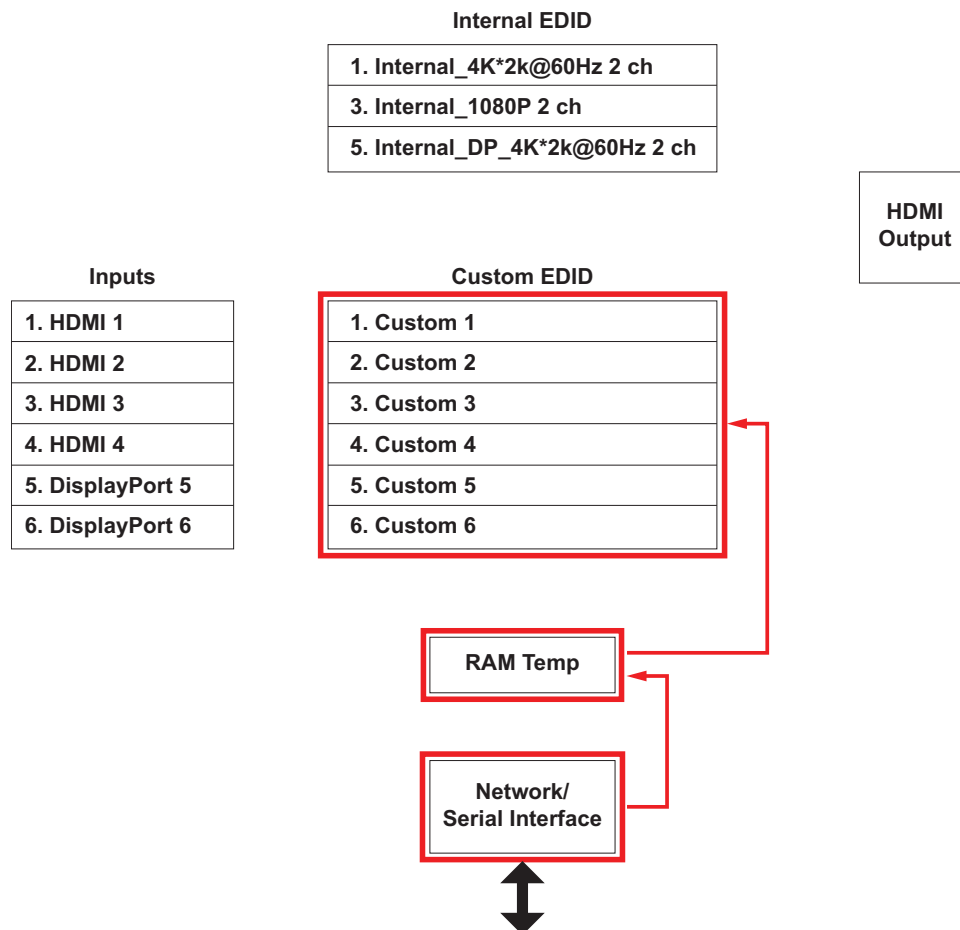 Internal EDID
1. Internal_4K*2k@60Hz 2 ch
3. Internal_1080P 2 ch
5. Internal_DP_4K*2k@60Hz 2 ch
HDMI
Output
Inputs
1. HDMI 1
2. HDMI 2
3. HDMI 3
4. HDMI 4
5. DisplayPort 5
6. DisplayPort 6
Custom EDID
1. Custom 1
2. Custom 2
3. Custom 3
4. Custom 4
5. Custom 5
6. Custom 6
RAM Temp
Network/
Serial Interface